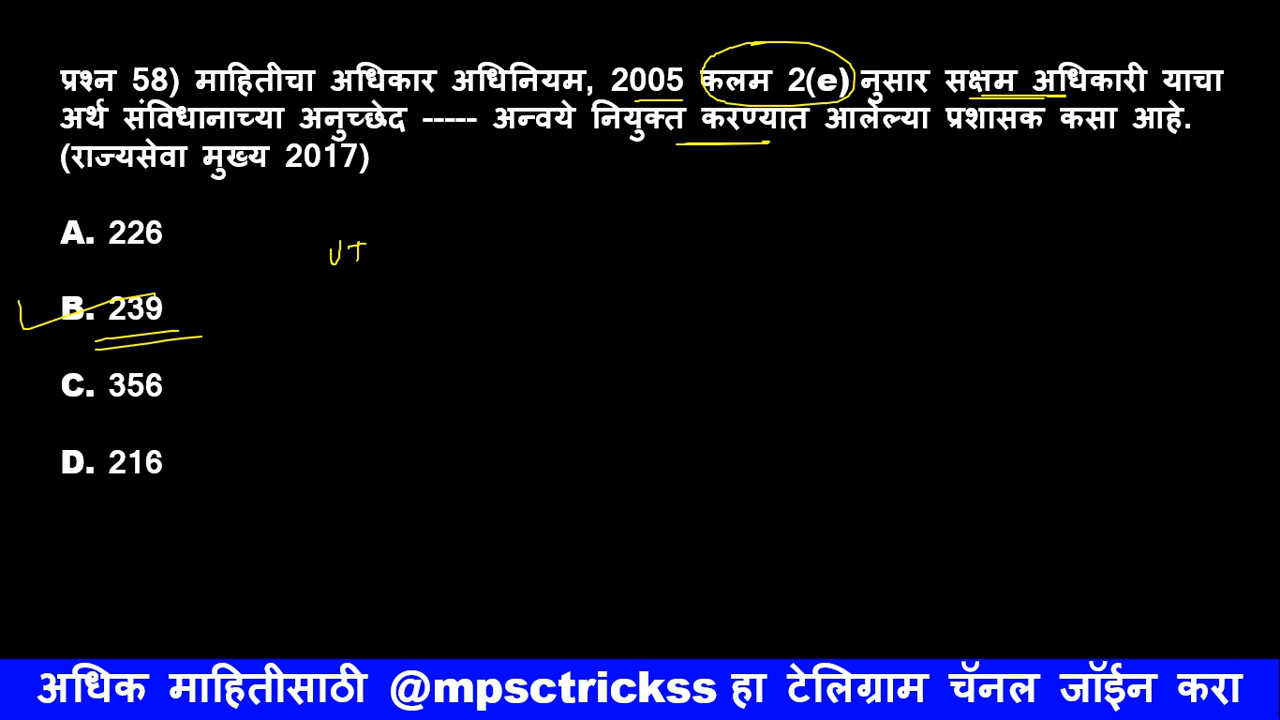 प्रश्न 58) माहितीचा अधिकार अधिनियम, 2005 कलम 2(e) नुसार सक्षम अधिकारी याचा
अर्थ संविधानाच्या अनुच्छेद ----- अन्वये नियुक्त करण्यात आलेल्या प्रशासक कसा आहे.
(राज्यसेवा मुख्य 2017)
A. 226
UT
B. 239
C. 356
D. 216
अधिक माहितीसाठी @mpsctrickss हा टेलिग्राम चॅनल जॉईन करा